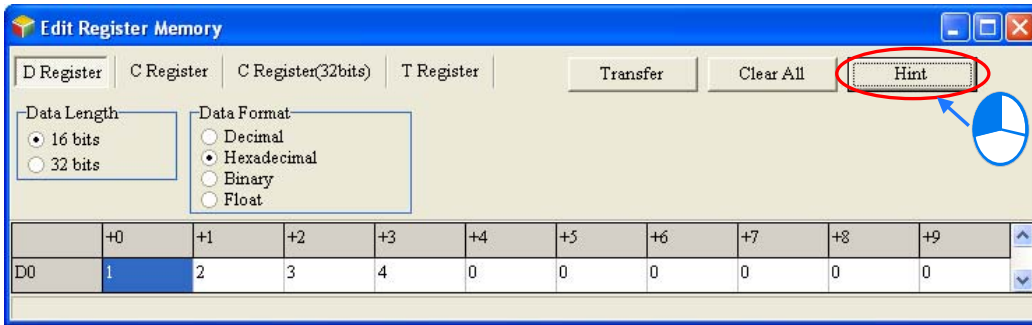 Edit Register Memory
D Register C Register C Register(32bits) T Register Transfer Clear All Hint
Data Length Data Format
16 bits Decimal
32 bits Hexadecimal
Binary
Float
+0 +1 +2 +3 +4 +5 +6 +7 +8 +9
D0 1 2 3 4 0 0 0 0 0 0